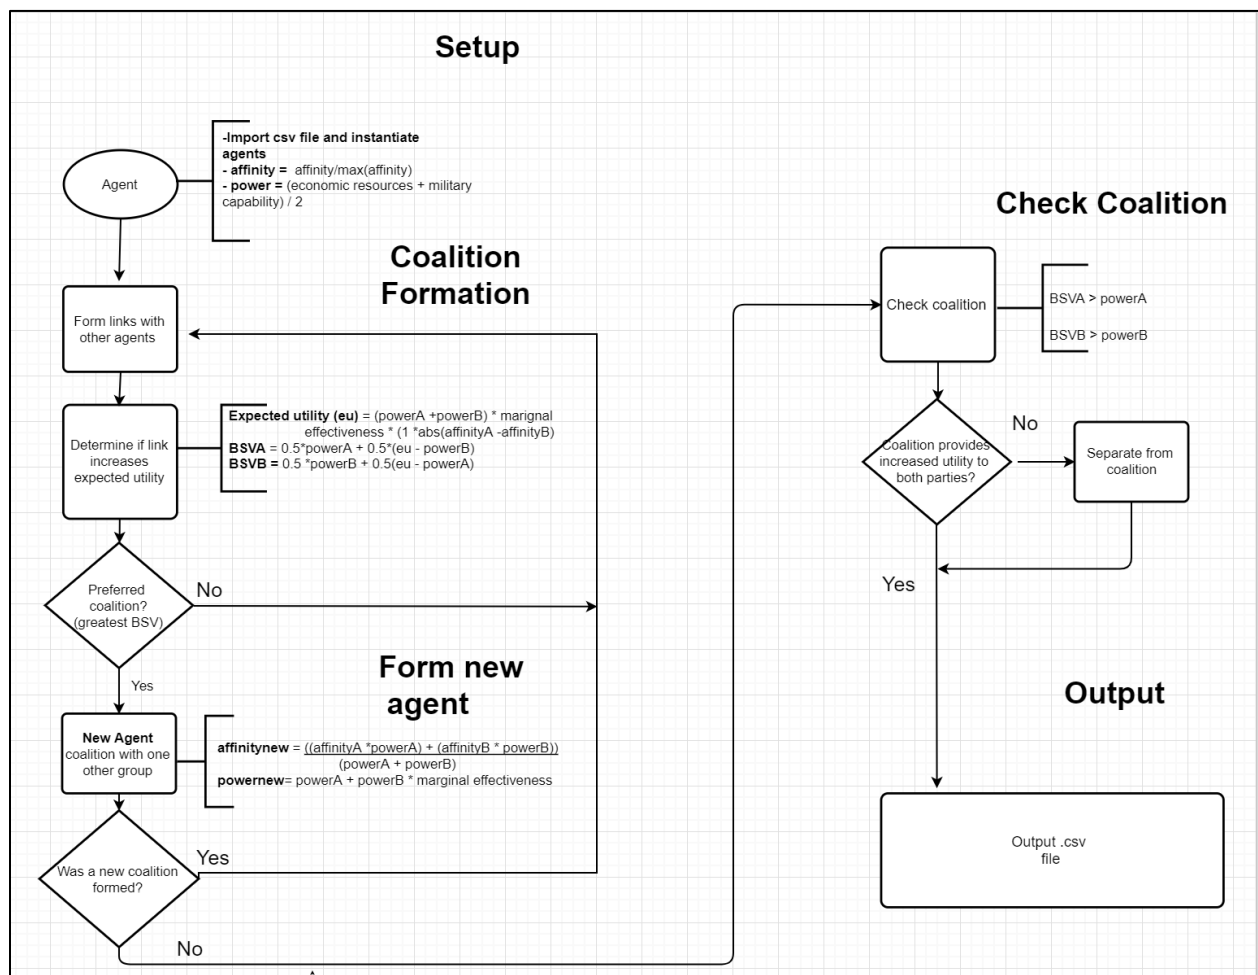 Setup
-Import csv file and instantiate
agents
- affinity =  affinity/max(affinity)
- power = (economic resources + military
capability) / 2
Agent
Coalition
Formation
Form links with
other agents
Determine if link
increases
expected utility
Expected utility (eu) = (powerA +powerB) * marignal
effectiveness * (1 *abs(affinityA -affinityB)
BSVA = 0.5*powerA + 0.5*(eu - powerB)
BSVB = 0.5 *powerB + 0.5(eu - powerA)
Preferred
coalition?
(greatest BSV)
No
Yes
Form new
agent
New Agent
coalition with one
other group
affinitynew = ((affinityA *powerA) + (affinityB * powerB))
(powerA + powerB)
powernew= powerA + powerB * marginal effectiveness
Was a new coalition
formed?
Yes
No
Check Coalition
Check coalition
BSVA > powerA
BSVB > powerB
Coalition provides
increased utility to
both parties?
No
Separate from
coalition
Yes
Output
Output .csv
file